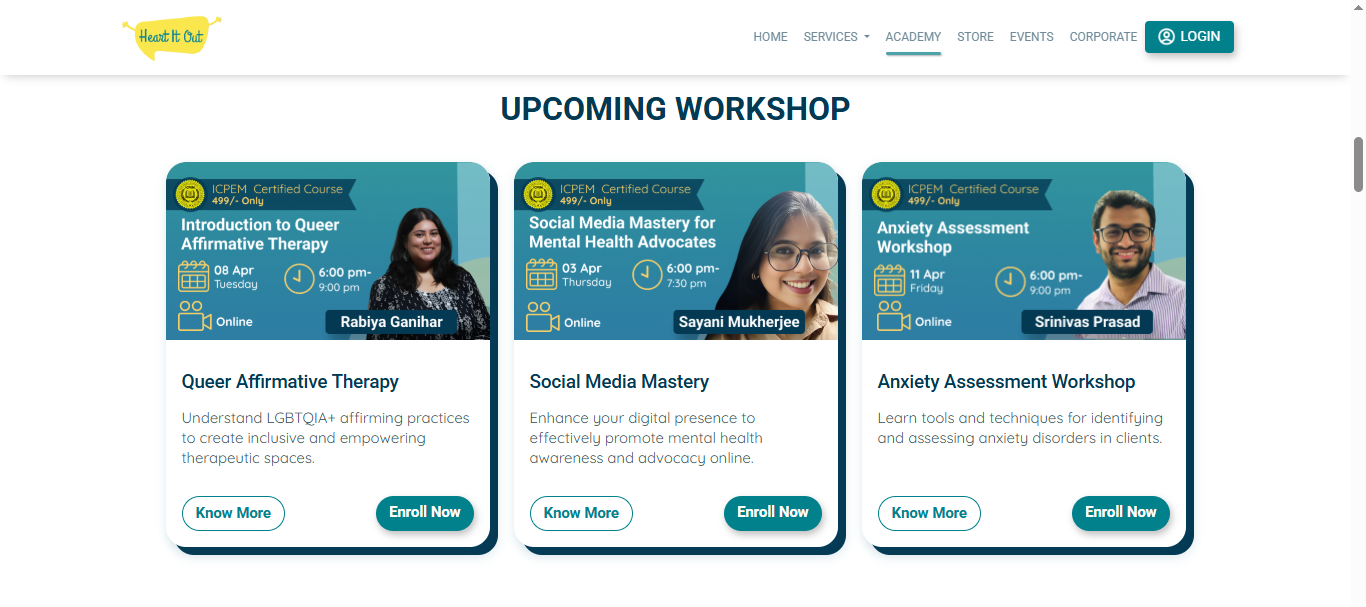 Heart It Out
HOME SERVICES ACADEMY STORE EVENTS CORPORATE LOGIN
UPCOMING WORKSHOP
ICPEM Certified Course
499/- Only
Introduction to Queer
Affirmative Therapy
08 Apr
Tuesday
6:00 pm-
9:00 pm
Online
Rabiya Ganihar
Queer Affirmative Therapy
Understand LGBTQIA+ affirming practices
to create inclusive and empowering
therapeutic spaces.
Know More
Enroll Now
ICPEM Certified Course
499/- Only
Social Media Mastery for
Mental Health Advocates
03 Apr
Thursday
6:00 pm-
7:30 pm
Online
Sayani Mukherjee
Social Media Mastery
Enhance your digital presence to
effectively promote mental health
awareness and advocacy online.
Know More
Enroll Now
ICPEM Certified Course
499/- Only
Anxiety Assessment
Workshop
11 Apr
Friday
6:00 pm-
9:00 pm
Online
Srinivas Prasad
Anxiety Assessment Workshop
Learn tools and techniques for identifying
and assessing anxiety disorders in clients.
Know More
Enroll Now